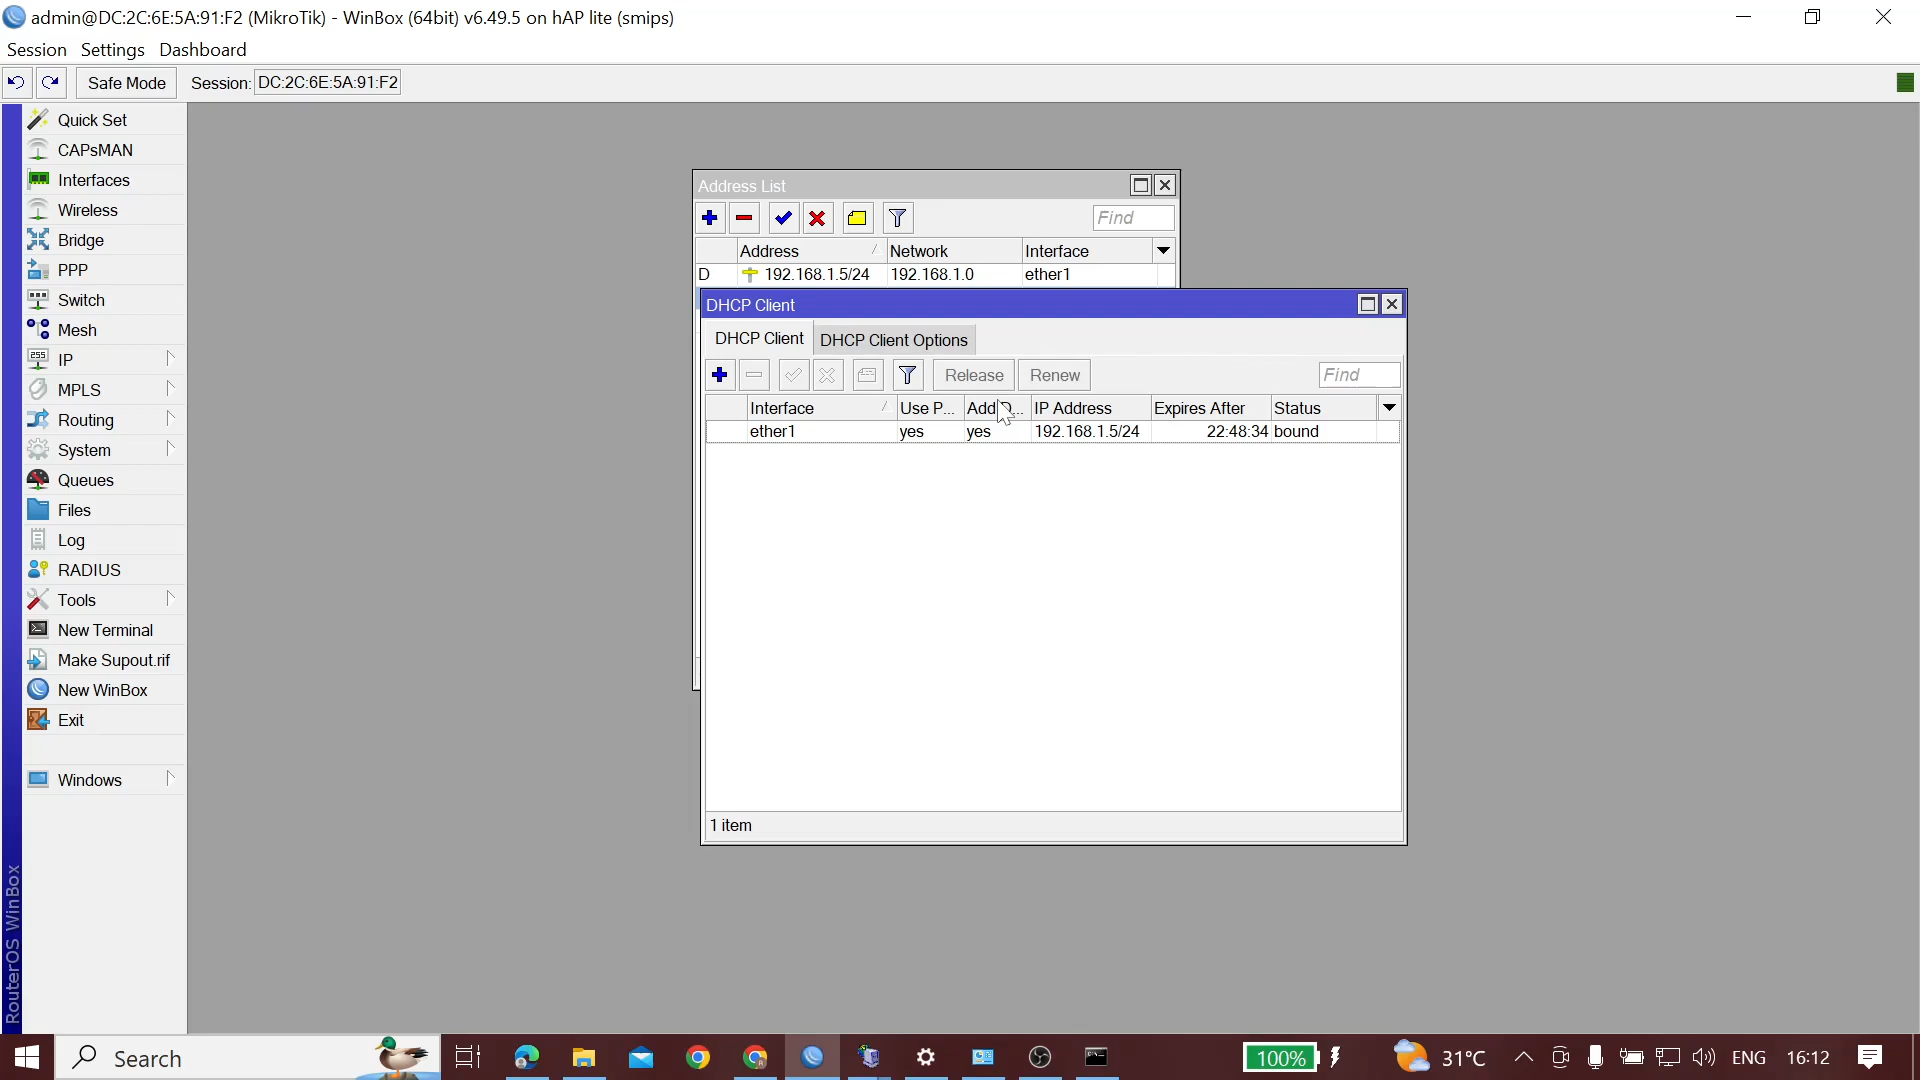 admin@DC:2C:6E:5A:91:F2 (MikroTik) - WinBox (64bit) v6.49.5 on hAP lite (smips)
Session Settings Dashboard
Safe Mode Session: DC:2C:6E:5A:91:F2
Quick Set
CAPsMAN
Interfaces
Wireless
Bridge
PPP
Switch
Mesh
IP
MPLS
Routing
System
Queues
Files
Log
RADIUS
Tools
New Terminal
Make Supout.rif
New WinBox
Exit
Windows
RouterOS WinBox
Address List
Find
Address Network Interface
D 192.168.1.5/24 192.168.1.0 ether1
DHCP Client
DHCP Client DHCP Client Options
Release Renew Find
Interface Use P... Add D... IP Address Expires After Status
ether1 yes yes 192.168.1.5/24 22:48:34 bound
1 item
Search 100% 31°C ENG 16:12